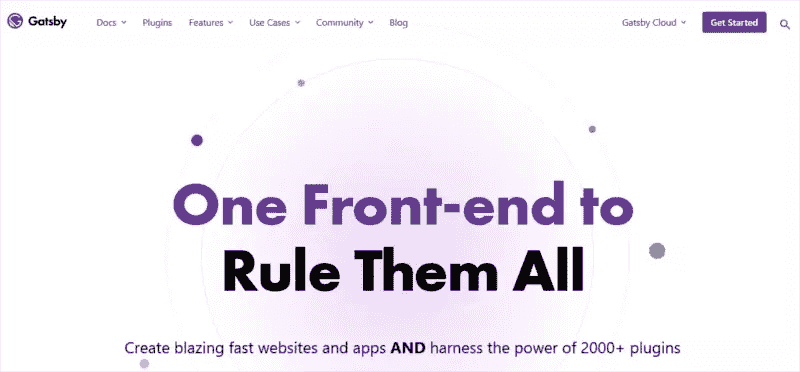 Gatsby Docs Plugins Features Use Cases Community Blog Gatsby Cloud Get Started
One Front-end to
Rule Them All
Create blazing fast websites and apps AND harness the power of 2000+ plugins